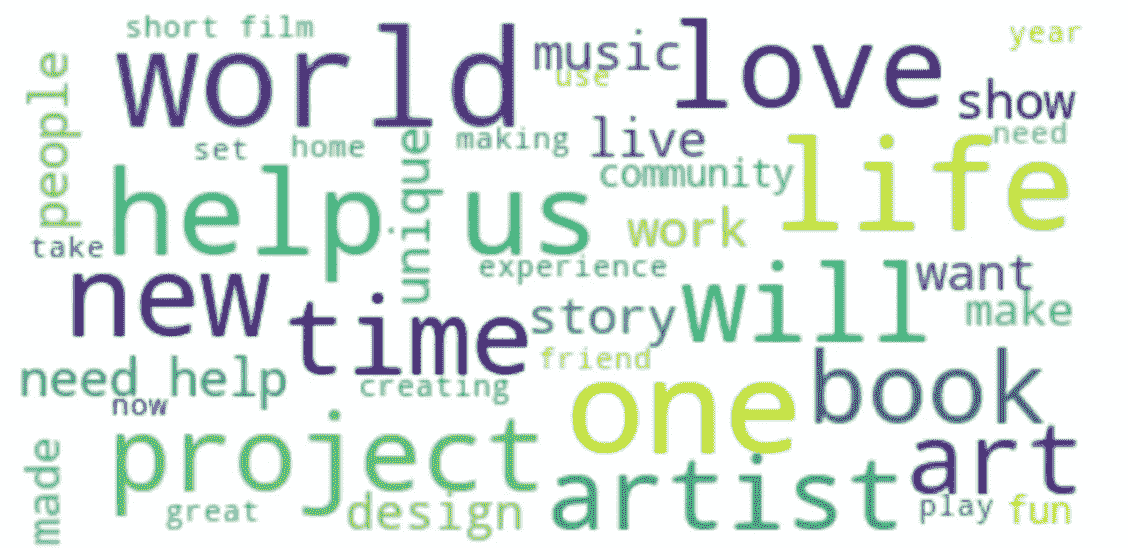 short film
year
world
music
love
use
people
show
live
need
making
set
home
unique
community
life
help us
work
take
experience
want
new
will
make
time
story
friend
need help
creating
book
now
one
project
art
made
artist
great
design
play
fun